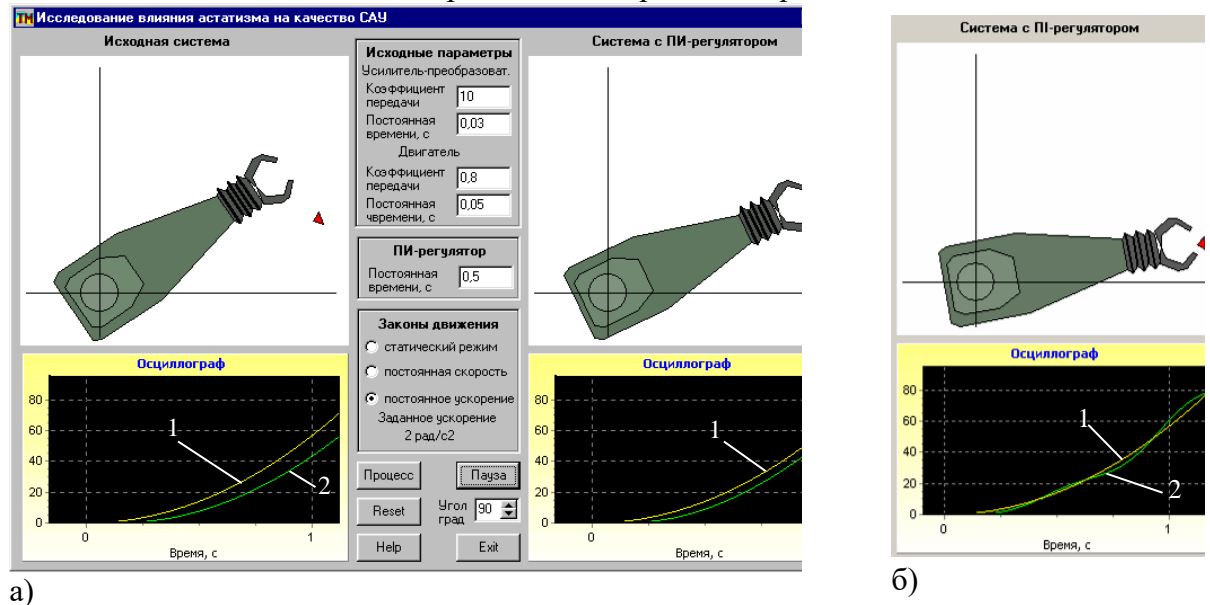 Исследование влияния астатизма на качество САУ
Исходная система
Исходные параметры
Усилитель-преобразоват.
Коэффициент передачи 10
Постоянная времени, с 0,03
Двигатель
Коэффициент передачи 0,8
Постоянная чвремени, с 0,05
ПИ-регулятор
Постоянная времени, с 0,5
Законы движения
статический режим
постоянная скорость
постоянное ускорение
Заданное ускорение
2 рад/с2
Процесс
Пауза
Reset
Угол град 90
Help
Exit
Осциллограф
80
60
40
20
0
0
1
Время, с
1
2
Система с ПИ-регулятором
Осциллограф
80
60
40
20
0
0
Время, с
1
а)
Система с ПI-регулятором
Осциллограф
80
60
40
20
0
0
1
Время, с
1
2
б)